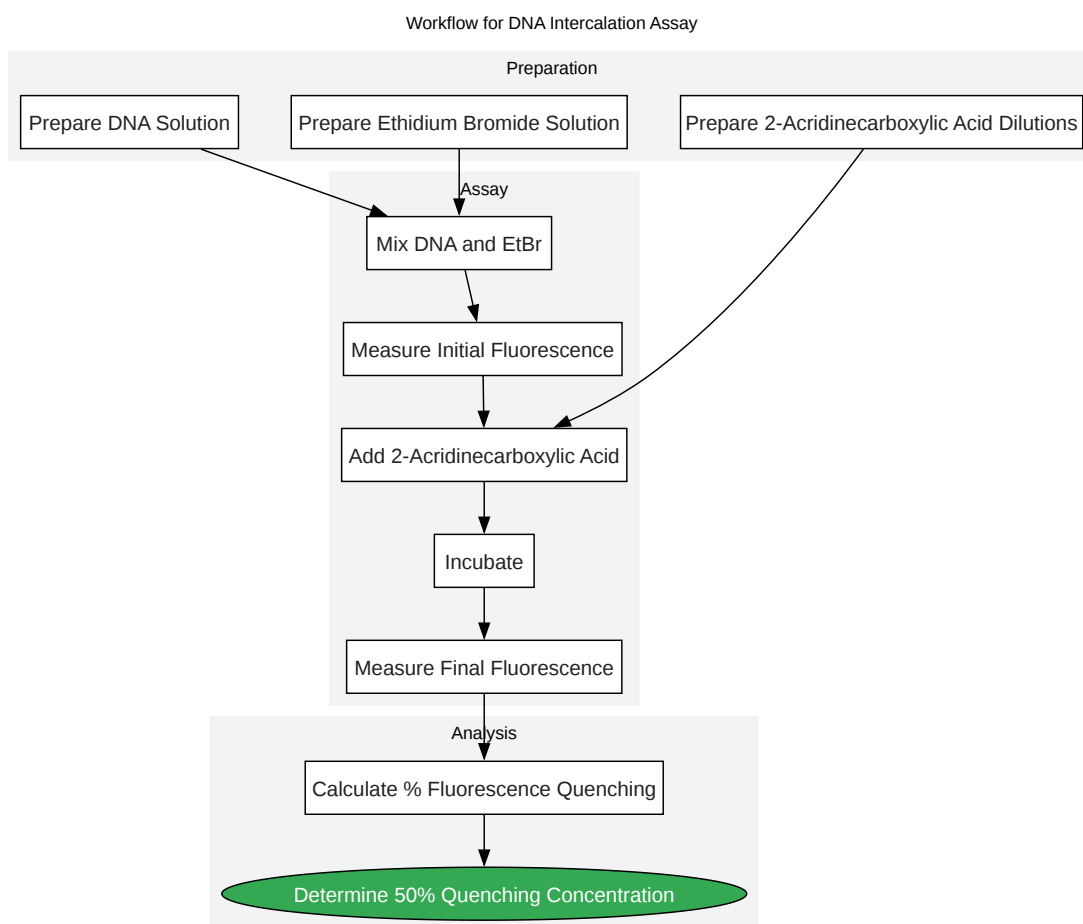 Workflow for DNA Intercalation Assay
Preparation
Prepare DNA Solution
Prepare Ethidium Bromide Solution
Prepare 2-Acridinecarboxylic Acid Dilutions
Assay
Mix DNA and EtBr
Measure Initial Fluorescence
Add 2-Acridinecarboxylic Acid
Incubate
Measure Final Fluorescence
Analysis
Calculate % Fluorescence Quenching
Determine 50% Quenching Concentration